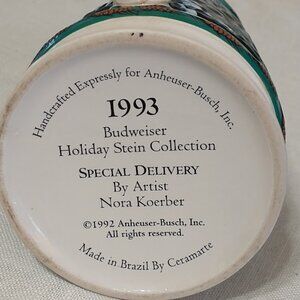 Handcrafted Expressly for Anheuser-Busch, Inc.
1993
Budweiser
Holiday Stein Collection
SPECIAL DELIVERY
By Artist
Nora Koerber
©1992 Anheuser-Busch, Inc.
All rights reserved.
Made in Brazil By Ceramarte